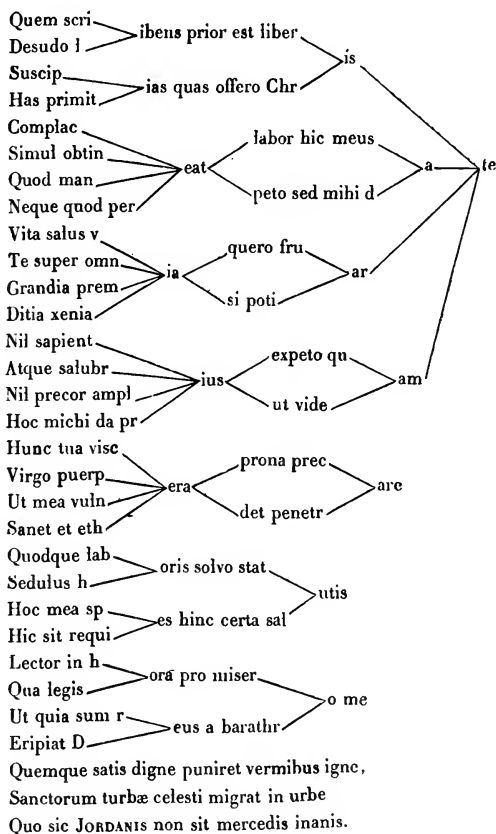 Quem scri
ibens prior est liber
Desudo l
is
Suscip
ias quas offero Chr
Has primit
Complac
labor hic meus
Simul obtin
eat a te
Quod man
peto sed mihi d
Neque quod per
Vita salus v
quero fru
Te super omn
ia ar
Grandia prem
si poti
Ditia xenia
Nil sapient
expeto qu
Atque salubr
ius am
Nil precor ampl
ut vide
Hoc michi da pr
Hunc tua visc
prona prec
Virgo puerp
era are
Ut mea vuln
det penetr
Sanet et eth
Quodque lab
oris solvo stat
Sedulus h
utis
Hoc mea sp
es hinc certa sal
Hic sit requi
Lector in h
ora pro miser
Qua legis
o me
Ut quia sum r
eus a barathr
Eripiat D
Quemque satis digne puniret vermibus igne,
Sanctorum turbæ celesti migrat in urbe
Quo sic JORDANIS non sit mercedis inanis.